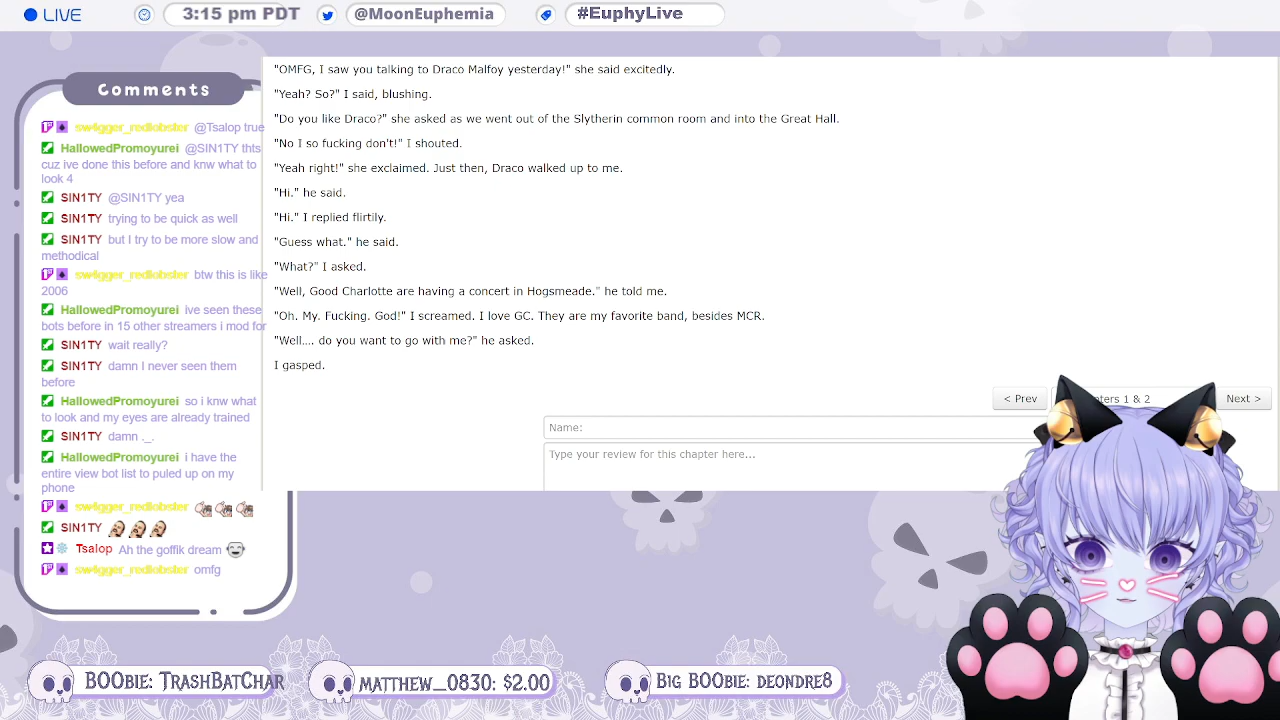 LIVE
3:15 pm PDT
@MoonEuphemia
#EuphyLive
Comments
sw4gger_redlobster @Tsalop true
HallowedPromoyurei @SIN1TY thts
cuz ive done this before and knw what to
look 4
SIN1TY @SIN1TY yea
SIN1TY trying to be quick as well
SIN1TY but I try to be more slow and
methodical
sw4gger_redlobster btw this is like
2006
HallowedPromoyurei ive seen these
bots before in 15 other streamers i mod for
SIN1TY wait really?
SIN1TY damn I never seen them
before
HallowedPromoyurei so i knw what
to look and my eyes are already trained
SIN1TY damn ._.
HallowedPromoyurei i have the
entire view bot list to puled up on my
phone
sw4gger_redlobster
SIN1TY
Tsalop Ah the goffik dream
sw4gger_redlobster omfg
"OMFG, I saw you talking to Draco Malfoy yesterday!" she said excitedly.
"Yeah? So?" I said, blushing.
"Do you like Draco?" she asked as we went out of the Slytherin common room and into the Great Hall.
"No I so fucking don't!" I shouted.
"Yeah right!" she exclaimed. Just then, Draco walked up to me.
"Hi." he said.
"Hi." I replied flirtily.
"Guess what." he said.
"What?" I asked.
"Well, Good Charlotte are having a concert in Hogsmeade." he told me.
"Oh. My. Fucking. God!" I screamed. I love GC. They are my favorite band, besides MCR.
"Well.... do you want to go with me?" he asked.
I gasped.
< Prev
ters 1 & 2
Next >
Name:
Type your review for this chapter here...
BOObie: TrashBatChar
matthew_0830: $2.00
Big BOObie: deondre8